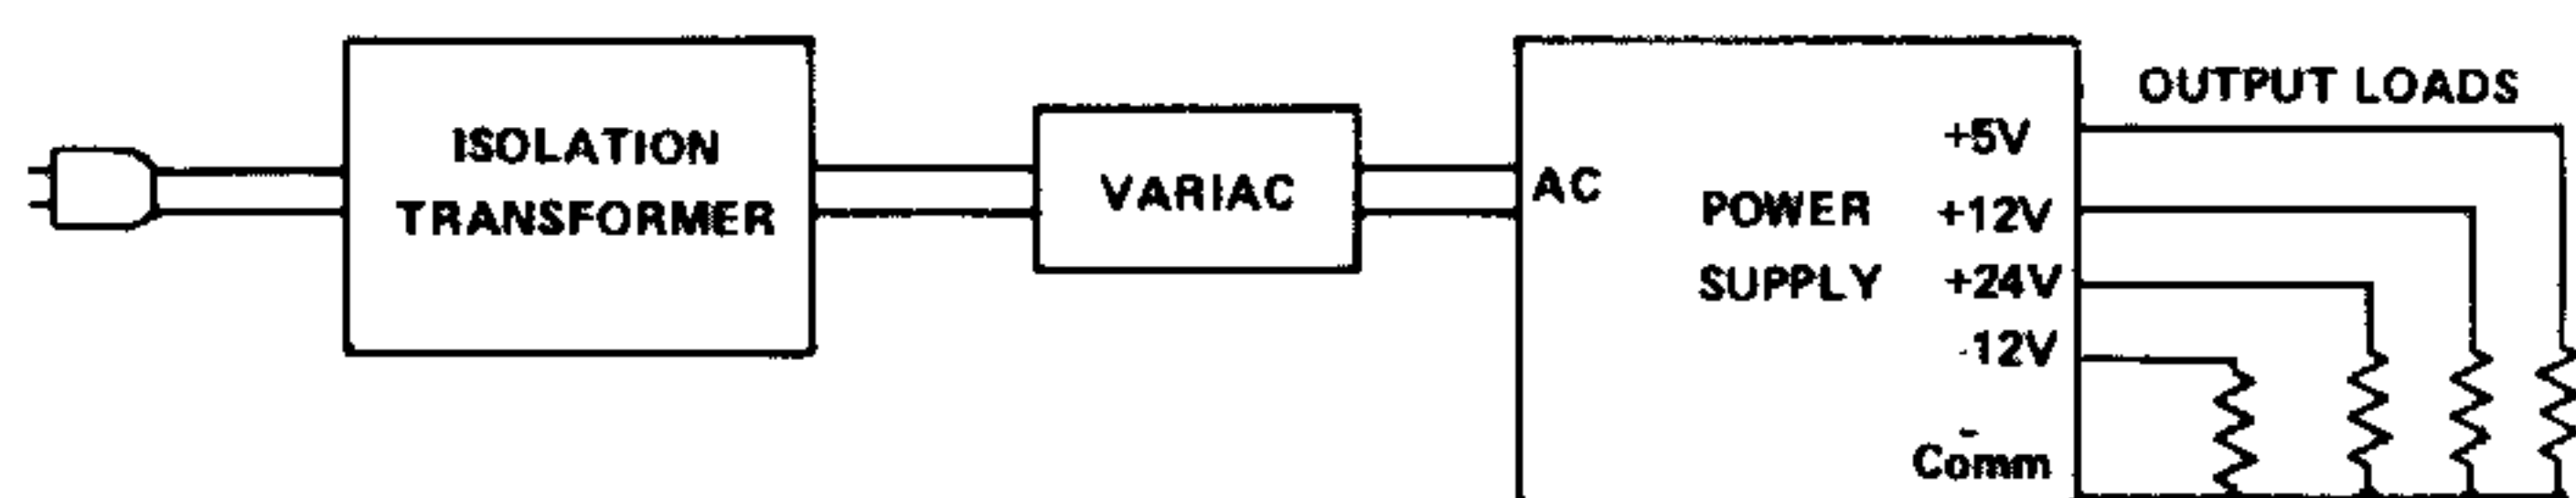 ISOLATION
TRANSFORMER
VARIAC
AC
POWER
SUPPLY
OUTPUT LOADS
+5V
+12V
+24V
-12V
Comm